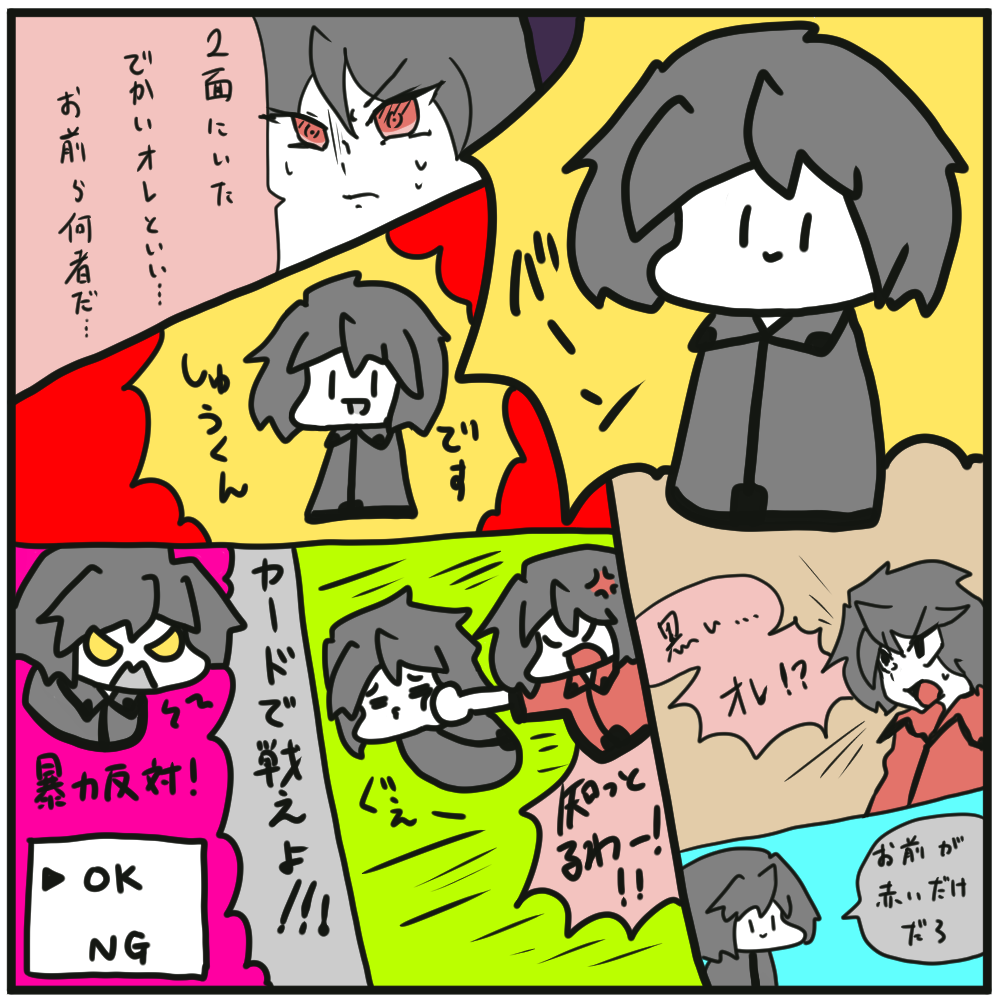 バーン
黒い…
オレ!?
お前が
赤いだけ
だろ
2面にいた
でかいオレといい…
お前ら何者だ…
しゅうくん
です
知っと
るわー!
!!
ぐえー
カードで戦えよ!!!
暴力反対!
▶ OK
NG